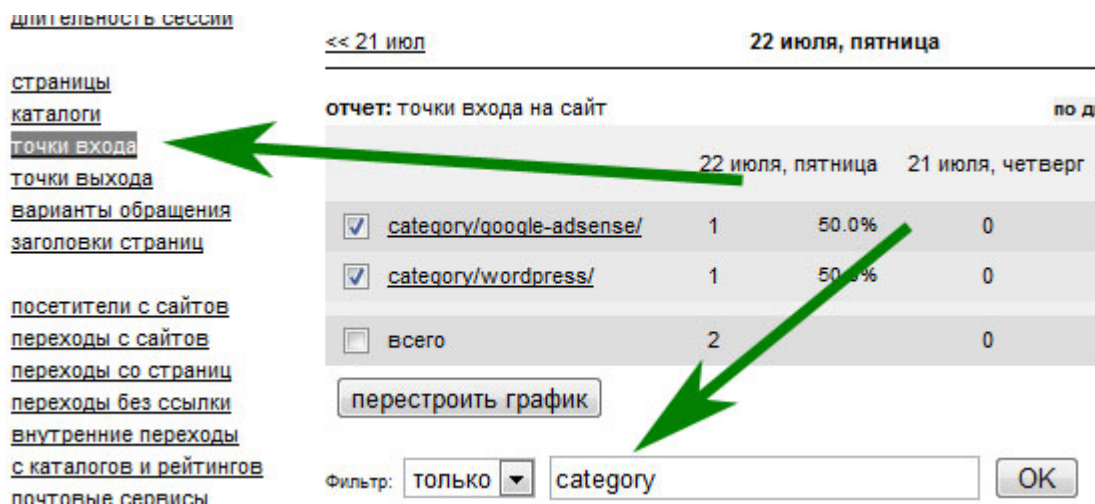 длительность сессии
страницы
каталоги
точки входа
точки выхода
варианты обращения
заголовки страниц
посетители с сайтов
переходы с сайтов
переходы со страниц
переходы без ссылки
внутренние переходы
с каталогов и рейтингов
почтовые сервисы
<< 21 июл 22 июля, пятница
отчет: точки входа на сайт по
22 июля, пятница 21 июля, четверг
category/google-adsense/ 1 50.0% 0
category/wordpress/ 1 0
всего 2 0
перестроить график
Фильтр: только category OK